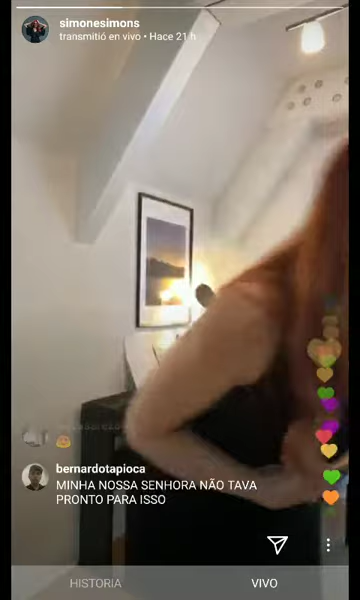 simonesimons
transmitió en vivo • Hace 21 h
bernardotapioca
MINHA NOSSA SENHORA NÃO TAVA
PRONTO PARA ISSO
HISTORIA
VIVO